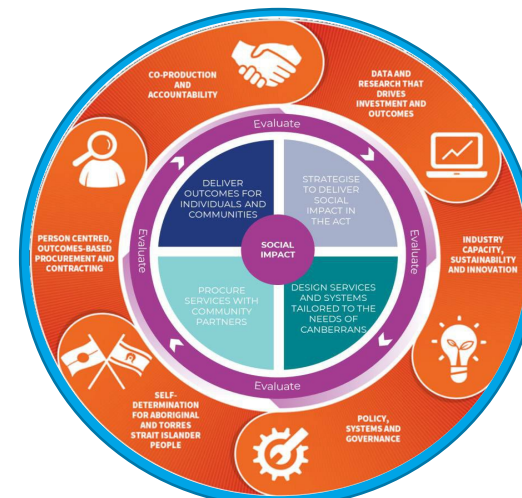 CO-PRODUCTION
AND
ACCOUNTABILITY
DATA AND
RESEARCH THAT
DRIVES
INVESTMENT AND
OUTCOMES
INDUSTRY
CAPACITY,
SUSTAINABILITY
AND INNOVATION
POLICY,
SYSTEMS AND
GOVERNANCE
SELF-
DETERMINATION
FOR ABORIGINAL
AND TORRES
STRAIT ISLANDER
PEOPLE
PERSON CENTRED,
OUTCOMES-BASED
PROCUREMENT AND
CONTRACTING
Evaluate
Evaluate
Evaluate
Evaluate
DELIVER
OUTCOMES FOR
INDIVIDUALS AND
COMMUNITIES
STRATEGISE
TO DELIVER
SOCIAL
IMPACT IN
THE ACT
SOCIAL
IMPACT
PROCURE
SERVICES WITH
COMMUNITY
PARTNERS
DESIGN SERVICES
AND SYSTEMS
TAILORED TO THE
NEEDS OF
CANBERRANS